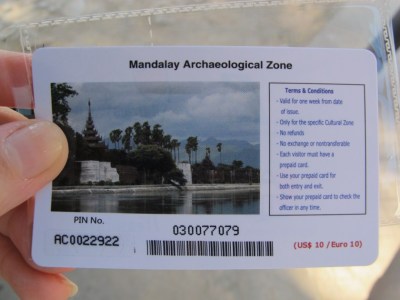 Mandalay Archaeological Zone
Terms & Conditions
- Valid for one week from date
of issue.
- Only for the specific Cultural Zone
- No refunds
- No exchange or nontransferable
- Each visitor must have a
prepaid card.
- Use your prepaid card for
both entry and exit.
- Show your prepaid card to check the
officer in any time.
PIN No.
AC0022922
030077079
(US$ 10 / Euro 10)